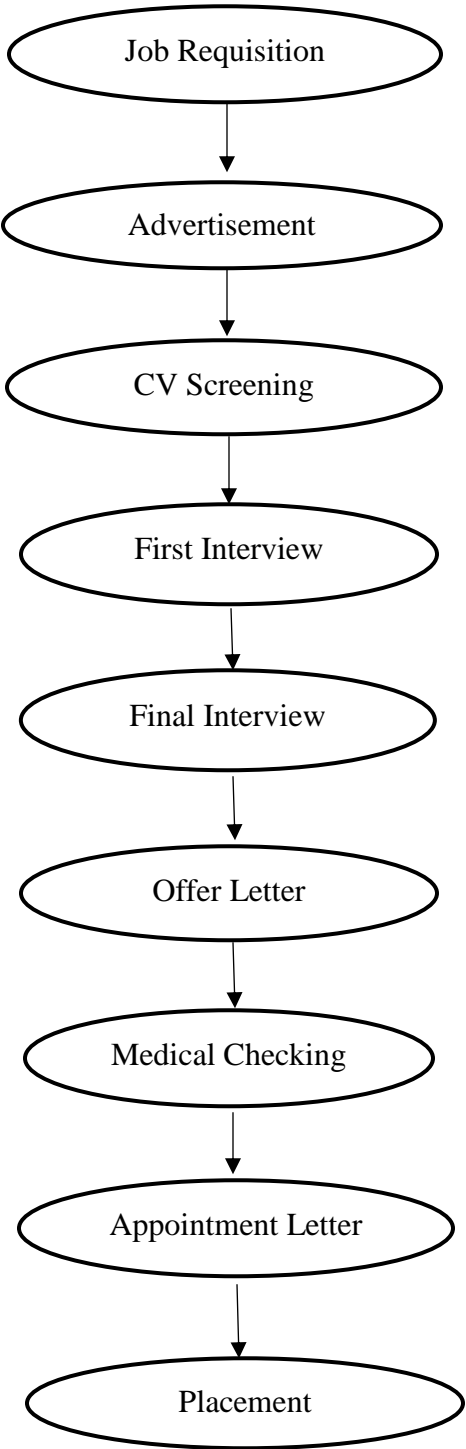 Job Requisition
Advertisement
CV Screening
First Interview
Final Interview
Offer Letter
Medical Checking
Appointment Letter
Placement